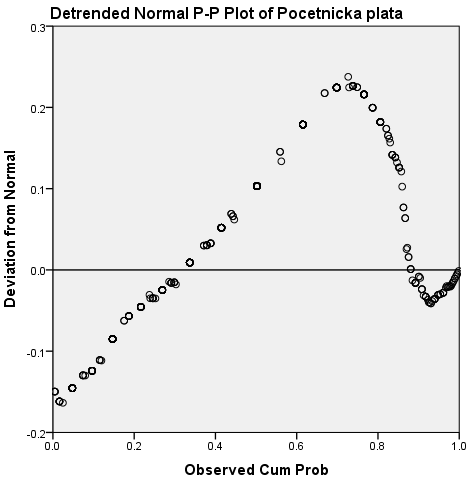 Detrended Normal P-P Plot of Pocetnicka plata
0.3
0.2
0.1
0.0
-0.1
-0.2
Deviation from Normal
0.0 0.2 0.4 0.6 0.8 1.0
Observed Cum Prob